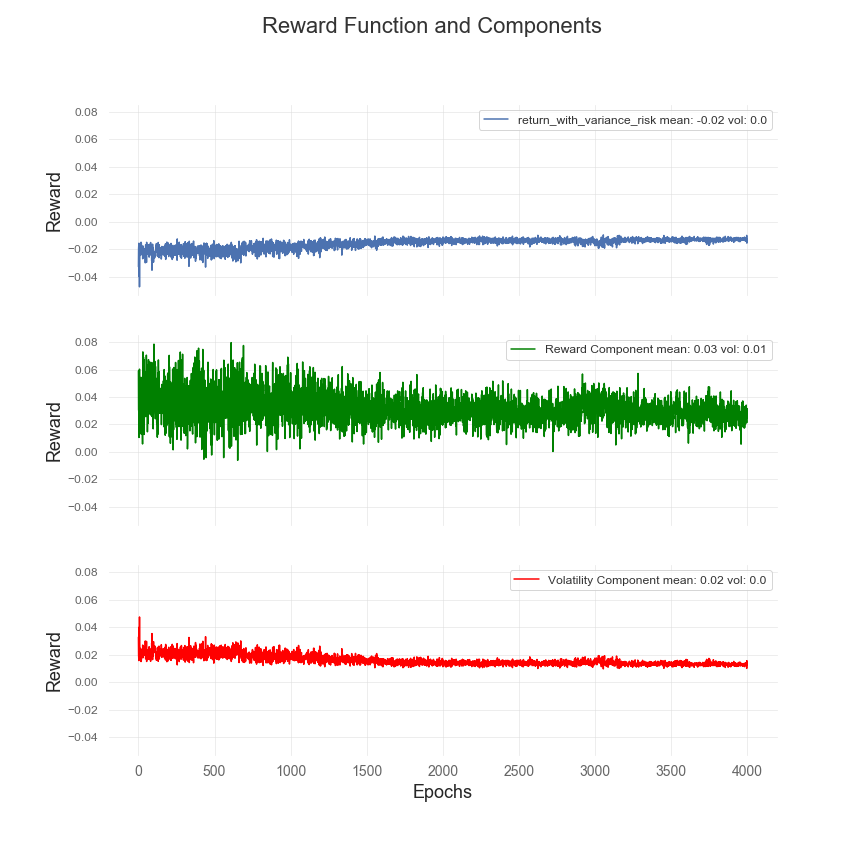 Reward Function and Components
0.08
0.06
0.04
0.02
0.00
−0.02
−0.04
Reward
return_with_variance_risk mean: -0.02 vol: 0.0
0.08
0.06
0.04
0.02
0.00
−0.02
−0.04
Reward
Reward Component mean: 0.03 vol: 0.01
0.08
0.06
0.04
0.02
0.00
−0.02
−0.04
Reward
Volatility Component mean: 0.02 vol: 0.0
0 500 1000 1500 2000 2500 3000 3500 4000
Epochs